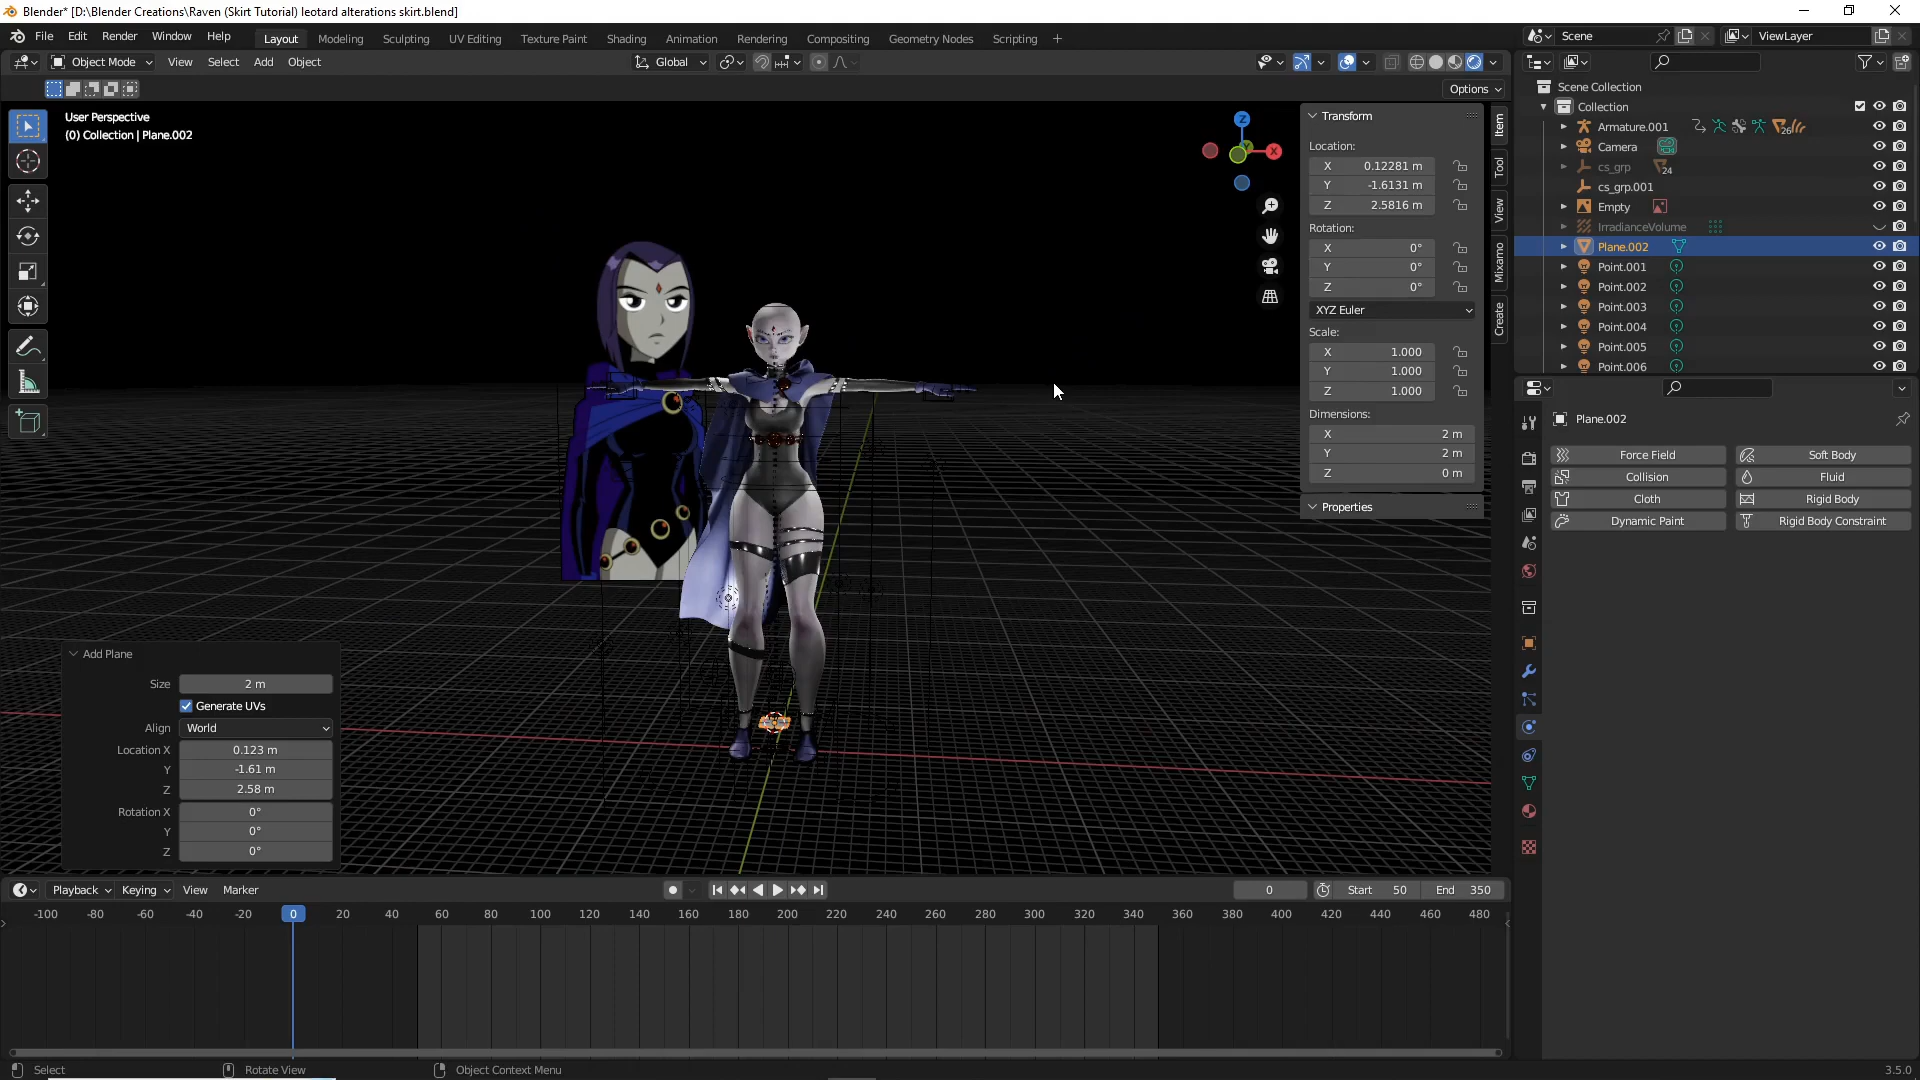 Blender* [D:\Blender Creations\Raven (Skirt Tutorial) leotard alterations skirt.blend]
File Edit Render Window Help Layout Modeling Sculpting UV Editing Texture Paint Shading Animation Rendering Compositing Geometry Nodes Scripting + Scene ViewLayer
Object Mode View Select Add Object Global
Options
User Perspective
(0) Collection | Plane.002
Z
X
Item
Tool
View
Mixamo
Create
Transform
Location:
X 0.12281 m
Y -1.6131 m
Z 2.5816 m
Rotation:
X 0°
Y 0°
Z 0°
XYZ Euler
Scale:
X 1.000
Y 1.000
Z 1.000
Dimensions:
X 2 m
Y 2 m
Z 0 m
Properties
Scene Collection
Collection
Armature.001 26
Camera
cs_grp 24
cs_grp.001
Empty
IrradianceVolume
Plane.002
Point.001
Point.002
Point.003
Point.004
Point.005
Point.006
Plane.002
Force Field Soft Body
Collision Fluid
Cloth Rigid Body
Dynamic Paint Rigid Body Constraint
Add Plane
Size 2 m
Generate UVs
Align World
Location X 0.123 m
Y -1.61 m
Z 2.58 m
Rotation X 0°
Y 0°
Z 0°
Playback Keying View Marker 0 Start 50 End 350
-100 -80 -60 -40 -20 0 20 40 60 80 100 120 140 160 180 200 220 240 260 280 300 320 340 360 380 400 420 440 460 480
Select Rotate View Object Context Menu 3.5.0